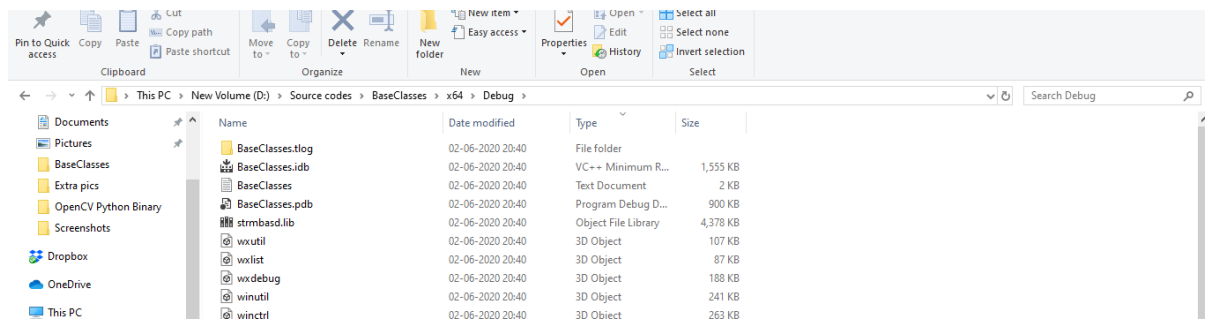 Cut
New item
Open
Select all
Copy path
Easy access
Edit
Select none
Pin to Quick access
Copy
Paste
Paste shortcut
Move to
Copy to
Delete
Rename
New folder
Properties
History
Invert selection
Clipboard
Organize
New
Open
Select
This PC > New Volume (D:) > Source codes > BaseClasses > x64 > Debug >
Search Debug
Documents
Pictures
BaseClasses
Extra pics
OpenCV Python Binary
Screenshots
Dropbox
OneDrive
This PC
Name Date modified Type Size
BaseClasses.tlog 02-06-2020 20:40 File folder
BaseClasses.idb 02-06-2020 20:40 VC++ Minimum R... 1,555 KB
BaseClasses 02-06-2020 20:40 Text Document 2 KB
BaseClasses.pdb 02-06-2020 20:40 Program Debug D... 900 KB
strmbasd.lib 02-06-2020 20:40 Object File Library 4,378 KB
wxutil 02-06-2020 20:40 3D Object 107 KB
wxlist 02-06-2020 20:40 3D Object 87 KB
wxdebug 02-06-2020 20:40 3D Object 188 KB
winutil 02-06-2020 20:40 3D Object 241 KB
winctrl 02-06-2020 20:40 3D Object 263 KB